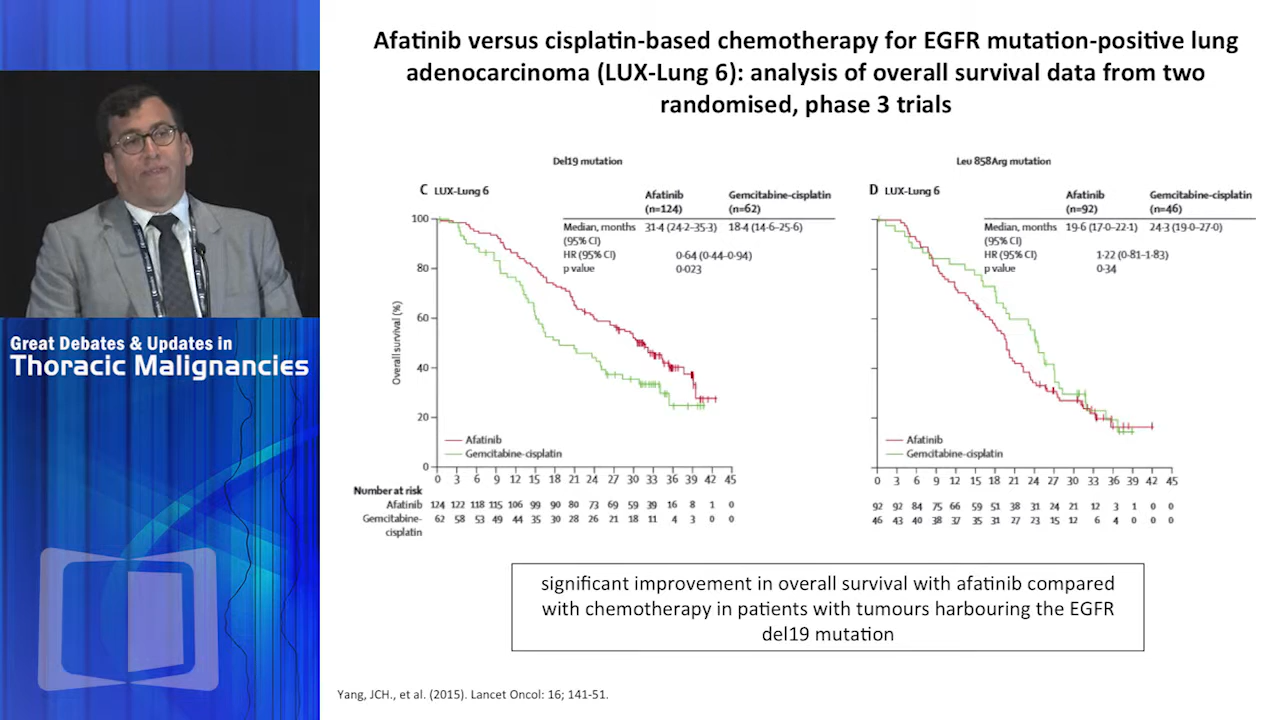 Afatinib versus cisplatin-based chemotherapy for EGFR mutation-positive lung
adenocarcinoma (LUX-Lung 6): analysis of overall survival data from two
randomised, phase 3 trials
Great Debates & Updates in
Thoracic Malignancies
Del19 mutation
C LUX-Lung 6
Afatinib Gemcitabine-cisplatin
(n=124) (n=62)
Median, months 31·4 (24·2–35·3) 18·4 (14·6–25·6)
(95% CI)
HR (95% CI) 0·64 (0·44–0·94)
p value 0·023
Overall survival (%)
100
80
60
40
20
0
Afatinib
Gemcitabine-cisplatin
0 3 6 9 12 15 18 21 24 27 30 33 36 39 42 45
Number at risk
Afatinib 124 122 118 115 106 99 90 80 73 69 59 39 16 8 1 0
Gemcitabine- 62 58 53 49 44 35 30 28 26 21 18 11 4 3 0 0
cisplatin
Leu 858Arg mutation
D LUX-Lung 6
Afatinib Gemcitabine-cisplatin
(n=92) (n=46)
Median, months 19·6 (17·0–22·1) 24·3 (19·0–27·0)
(95% CI)
HR (95% CI) 1·22 (0·81–1·83)
p value 0·34
Afatinib
Gemcitabine-cisplatin
0 3 6 9 12 15 18 21 24 27 30 33 36 39 42 45
92 92 84 75 66 59 51 38 31 24 21 12 3 1 0 0
46 43 40 38 37 35 31 27 23 15 12 6 4 0 0 0
significant improvement in overall survival with afatinib compared
with chemotherapy in patients with tumours harbouring the EGFR
del19 mutation
Yang, JCH., et al. (2015). Lancet Oncol: 16; 141-51.